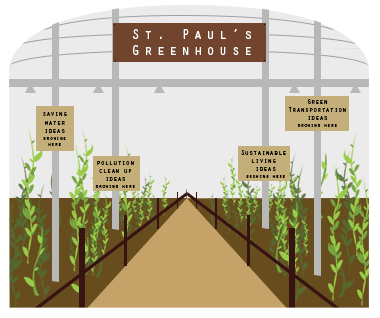 St. Paul's
Greenhouse
Green
Transportation
ideas
growing here
Saving
water
ideas
growing
here
Sustainable
living
ideas
growing here
Pollution
clean up
ideas
growing here